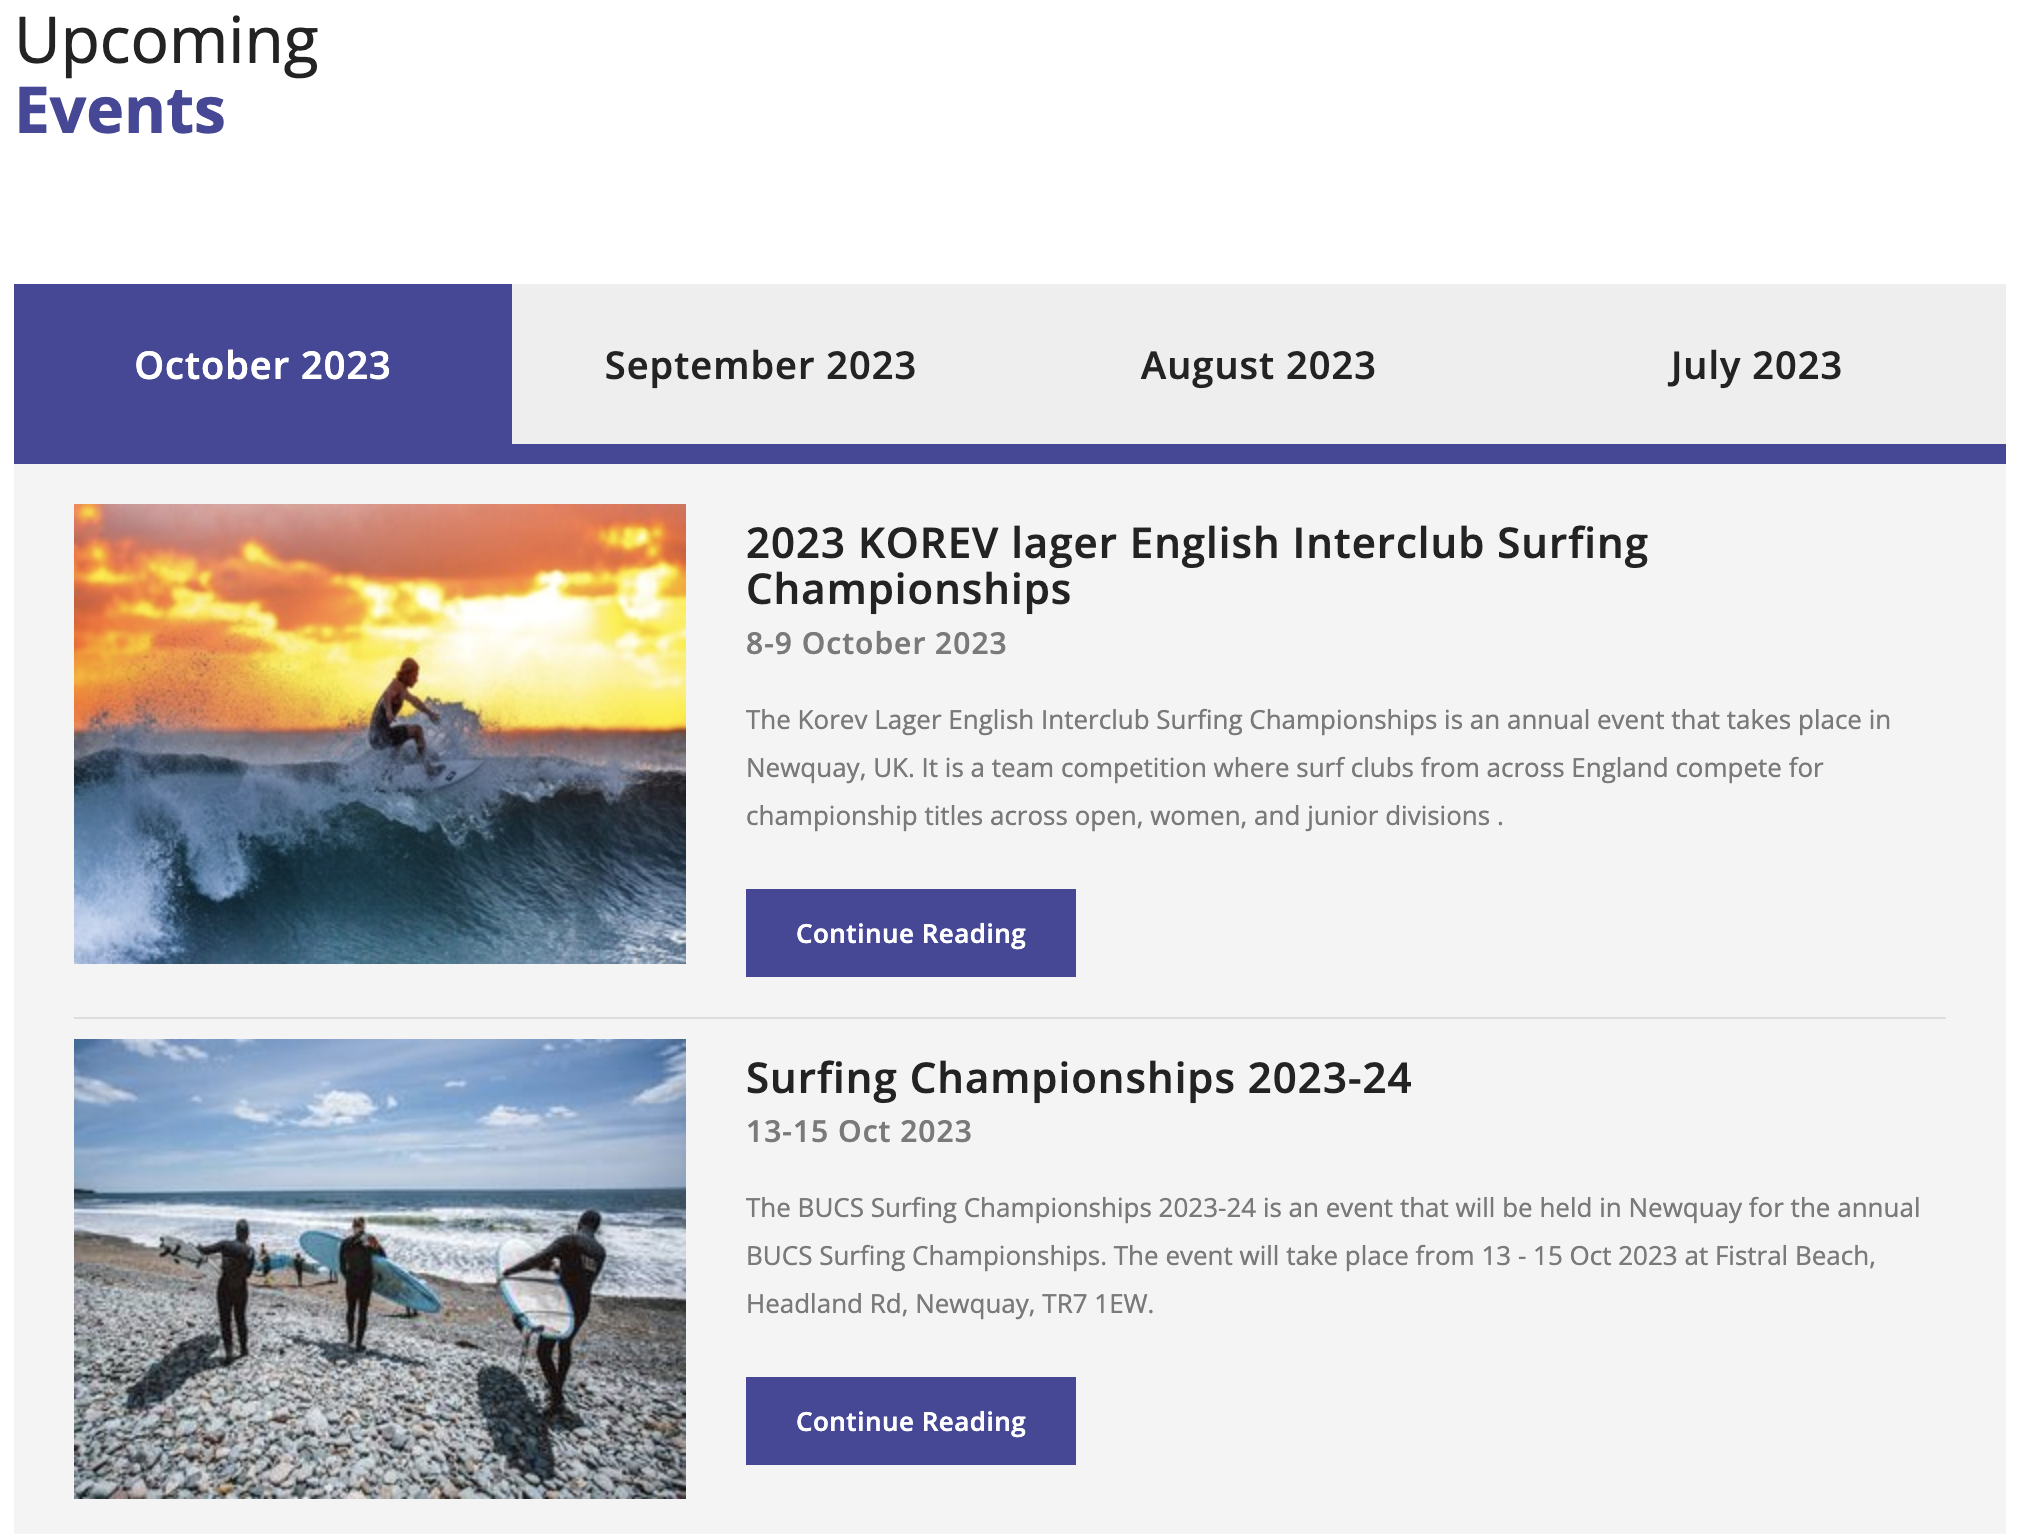 Upcoming
Events
October 2023
September 2023
August 2023
July 2023
2023 KOREV lager English Interclub Surfing
Championships
8-9 October 2023
The Korev Lager English Interclub Surfing Championships is an annual event that takes place in
Newquay, UK. It is a team competition where surf clubs from across England compete for
championship titles across open, women, and junior divisions .
Continue Reading
Surfing Championships 2023-24
13-15 Oct 2023
The BUCS Surfing Championships 2023-24 is an event that will be held in Newquay for the annual
BUCS Surfing Championships. The event will take place from 13 - 15 Oct 2023 at Fistral Beach,
Headland Rd, Newquay, TR7 1EW.
Continue Reading